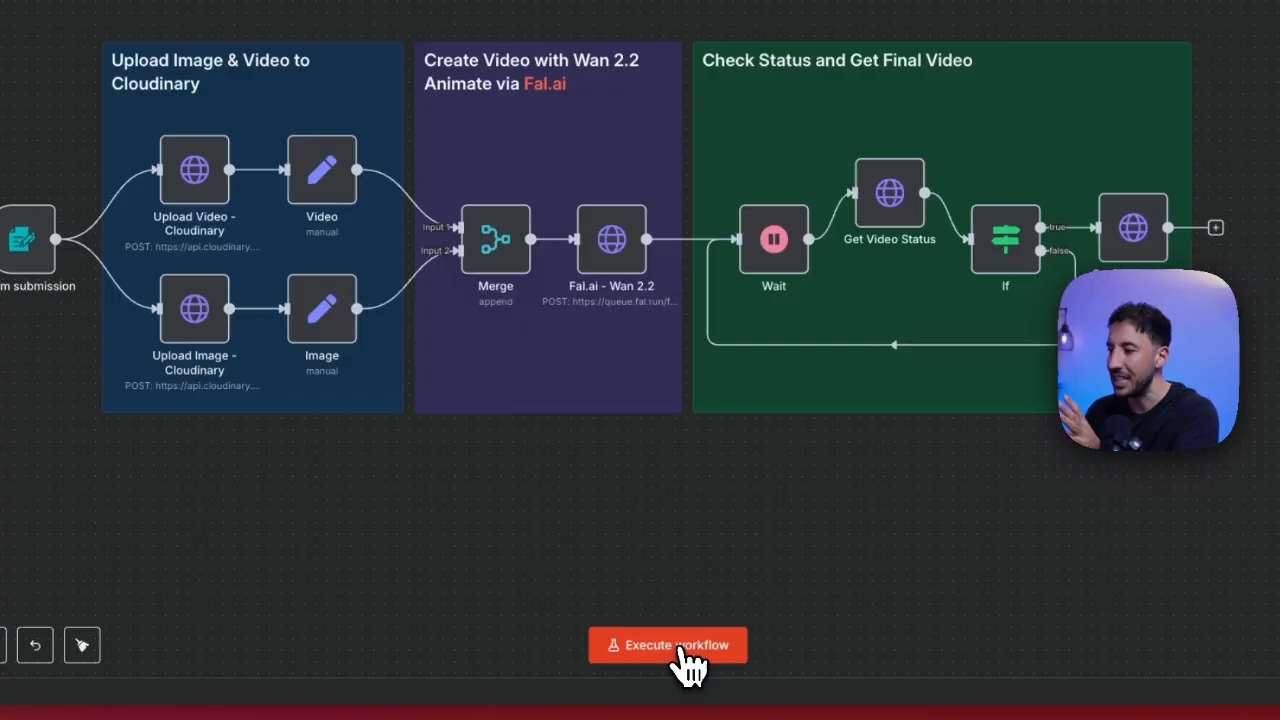 Upload Image & Video to
Cloudinary
Create Video with Wan 2.2
Animate via Fal.ai
Check Status and Get Final Video
Upload Video -
Cloudinary
POST: https://api.cloudinary....
Video
manual
m submission
Upload Image -
Cloudinary
POST: https://api.cloudinary....
Image
manual
Input 1
Input 2
Merge
append
Fal.ai - Wan 2.2
POST: https://queue.fal.run/f...
Wait
Get Video Status
If
true
false
Execute workflow